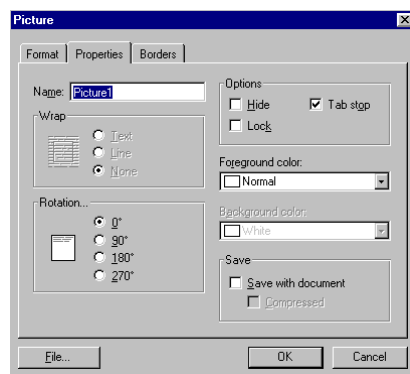 Picture
Format Properties Borders
Name: Picture1
Wrap
Text
Line
None
Rotation...
0°
90°
180°
270°
Options
Hide Tab stop
Lock
Foreground color:
Normal
Background color:
White
Save
Save with document
Compressed
File... OK Cancel